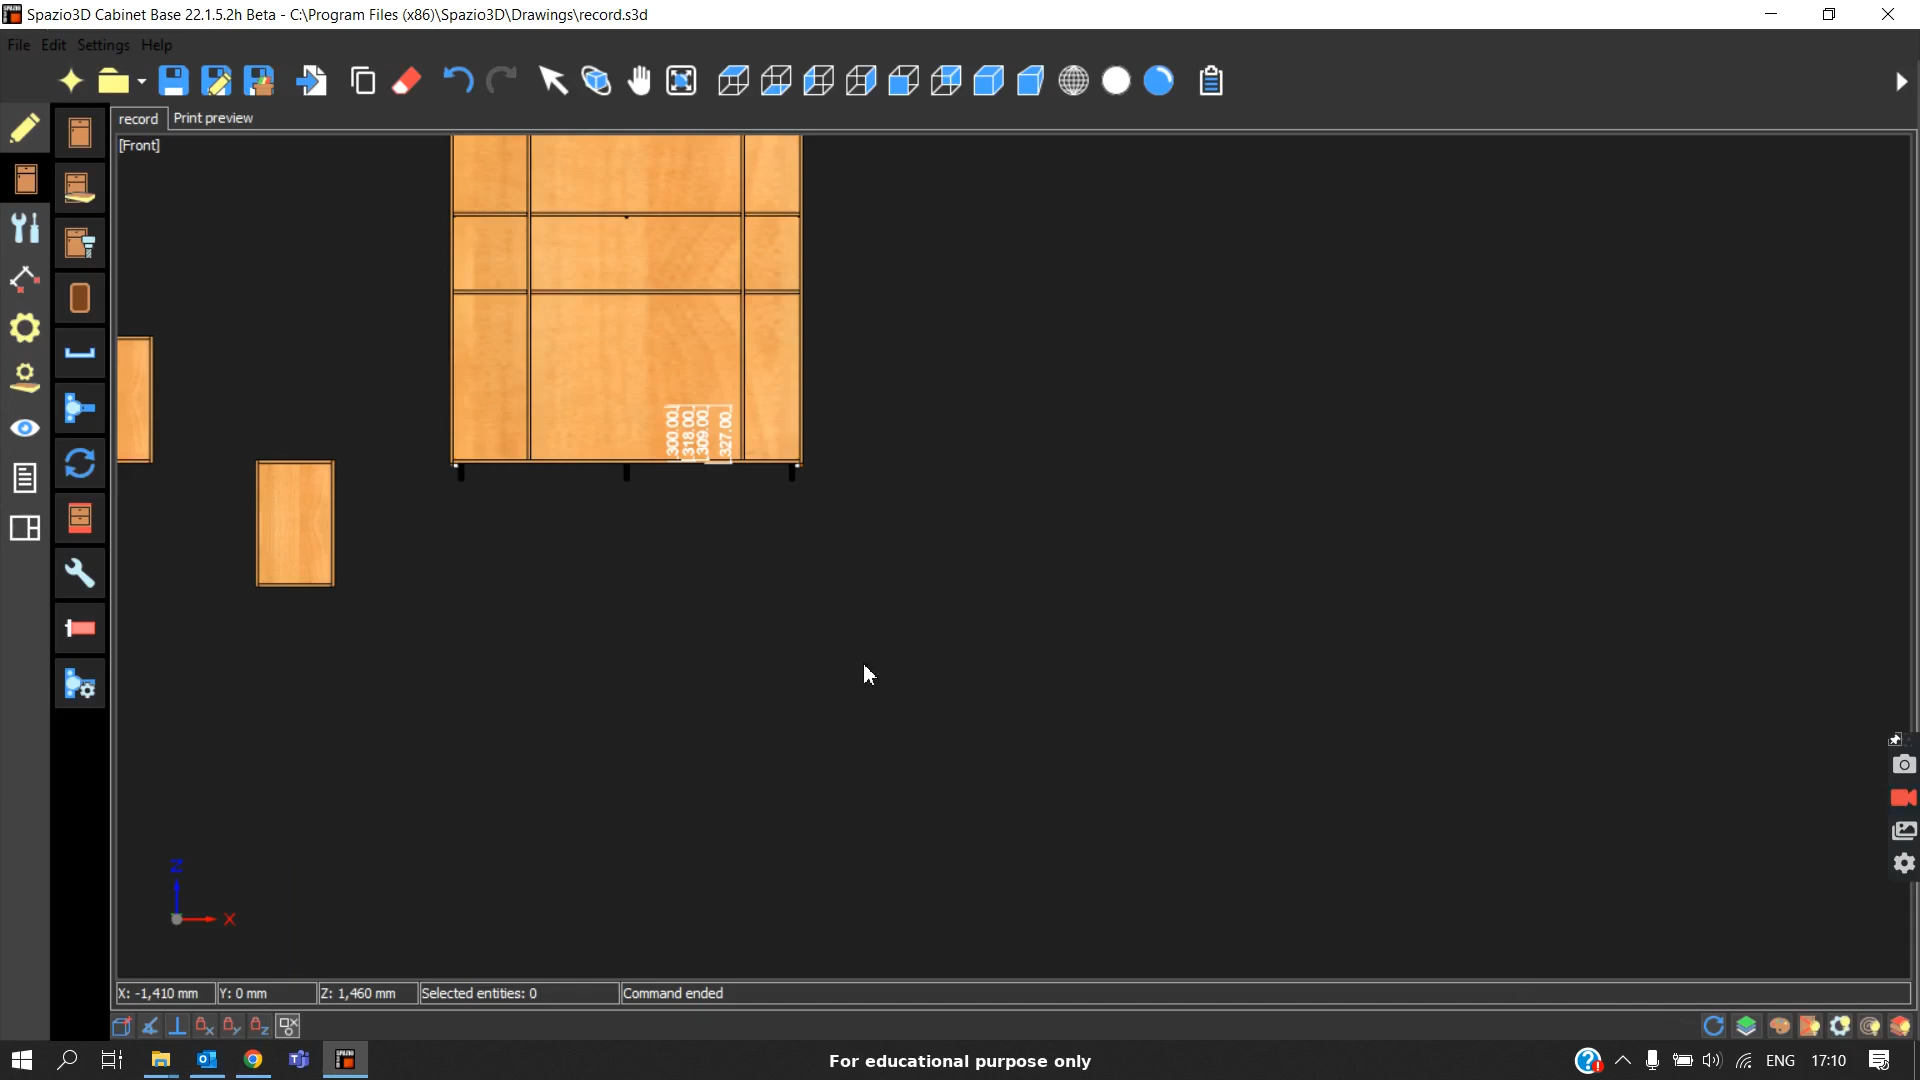 Spazio3D Cabinet Base 22.1.5.2h Beta - C:\Program Files (x86)\Spazio3D\Drawings\record.s3d
File Edit Settings Help
record Print preview
[Front]
300.00
318.00
309.00
327.00
Z
X
X: -1,410 mm Y: 0 mm Z: 1,460 mm Selected entities: 0 Command ended
For educational purpose only
ENG 17:10